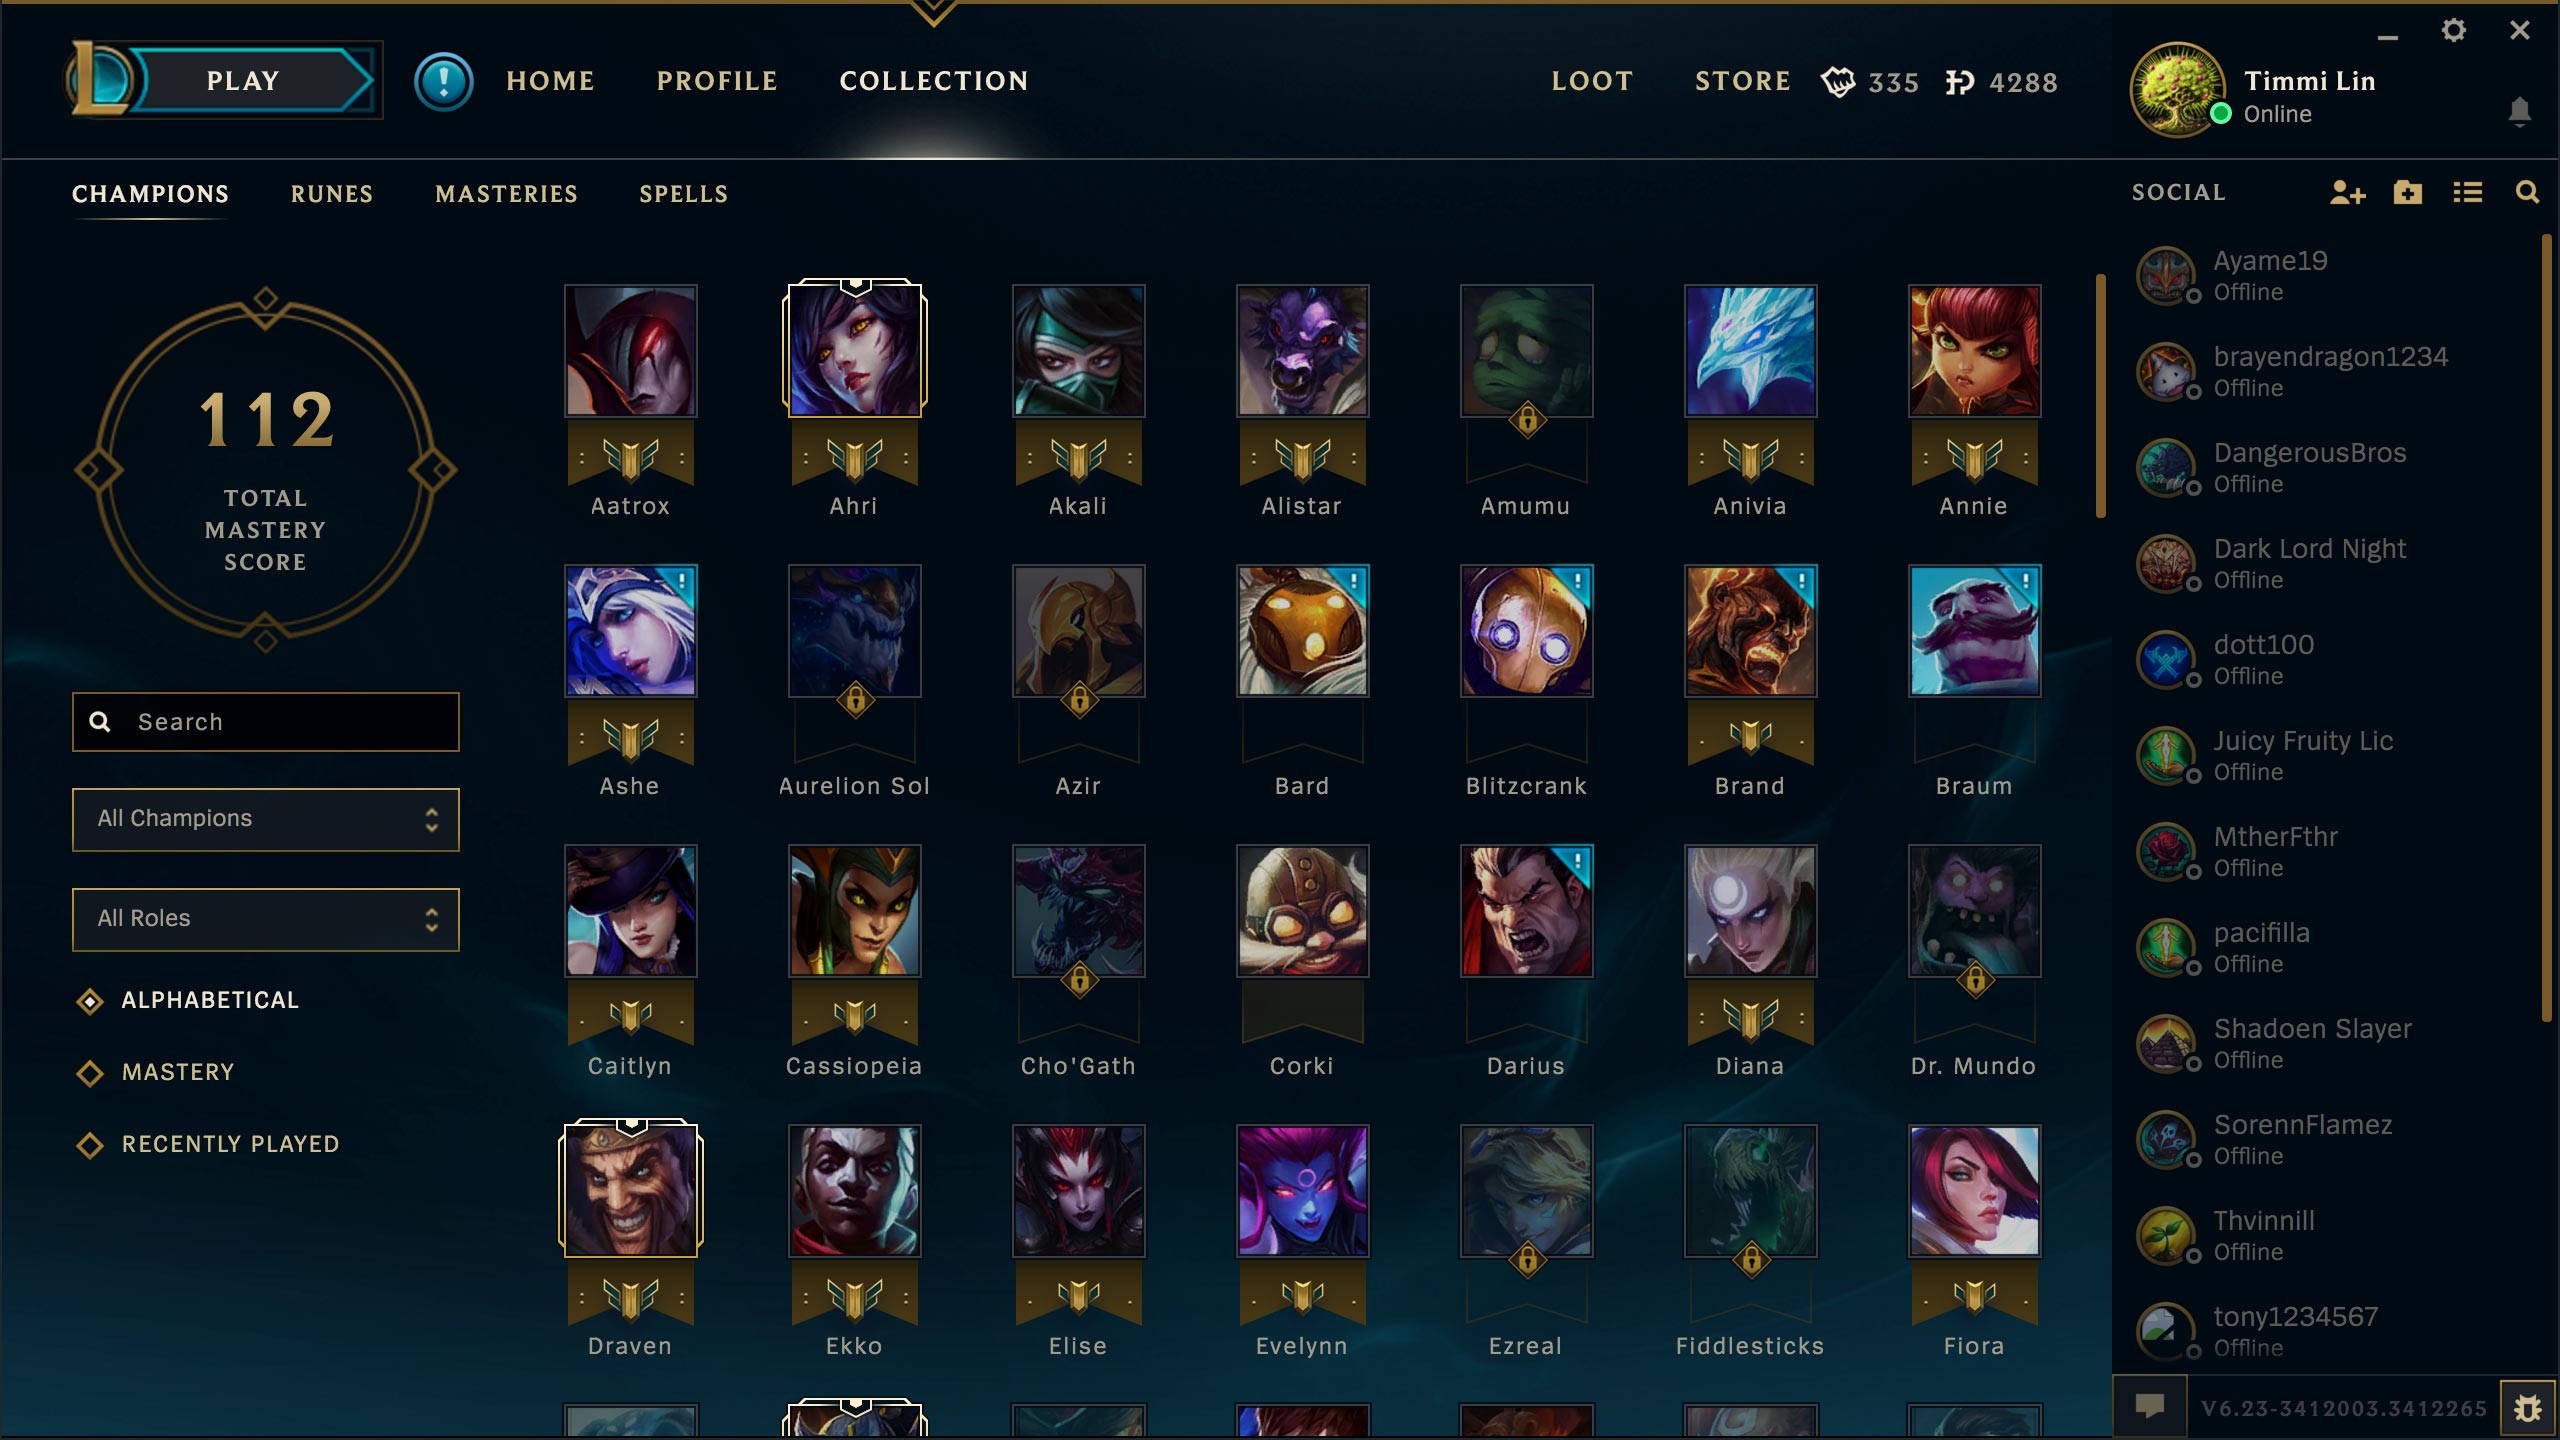 PLAY
HOME
PROFILE
COLLECTION
LOOT
STORE
335
4288
Timmi Lin
Online
CHAMPIONS
RUNES
MASTERIES
SPELLS
112
TOTAL
MASTERY
SCORE
Search
All Champions
All Roles
ALPHABETICAL
MASTERY
RECENTLY PLAYED
Aatrox
Ahri
Akali
Alistar
Amumu
Anivia
Annie
Ashe
Aurelion Sol
Azir
Bard
Blitzcrank
Brand
Braum
Caitlyn
Cassiopeia
Cho'Gath
Corki
Darius
Diana
Dr. Mundo
Draven
Ekko
Elise
Evelynn
Ezreal
Fiddlesticks
Fiora
SOCIAL
Ayame19
Offline
brayendragon1234
Offline
DangerousBros
Offline
Dark Lord Night
Offline
dott100
Offline
Juicy Fruity Lic
Offline
MtherFthr
Offline
pacifilla
Offline
Shadoen Slayer
Offline
SorennFlamez
Offline
Thvinnill
Offline
tony1234567
Offline
V6.23-3412003.3412265